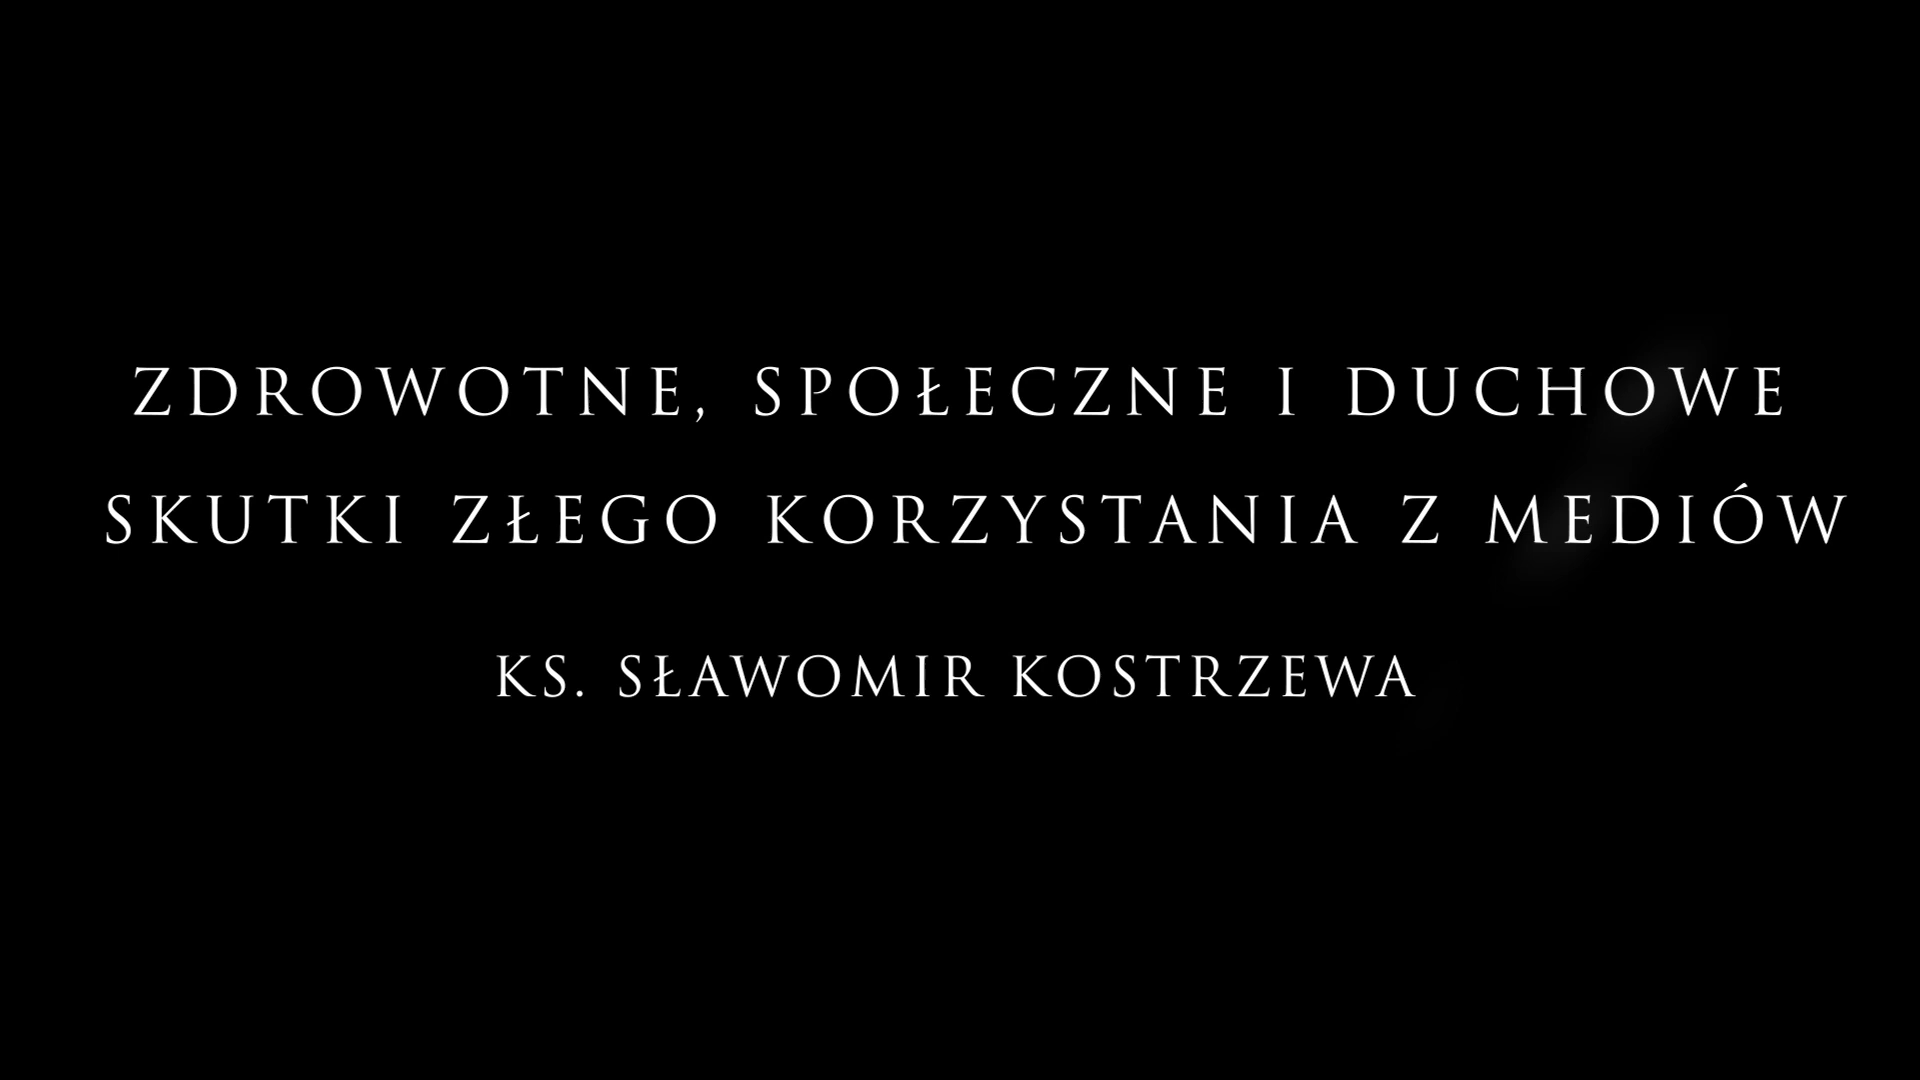 ZDROWOTNE, SPOŁECZNE I DUCHOWE
SKUTKI ZŁEGO KORZYSTANIA Z MEDIÓW
KS. SŁAWOMIR KOSTRZEWA